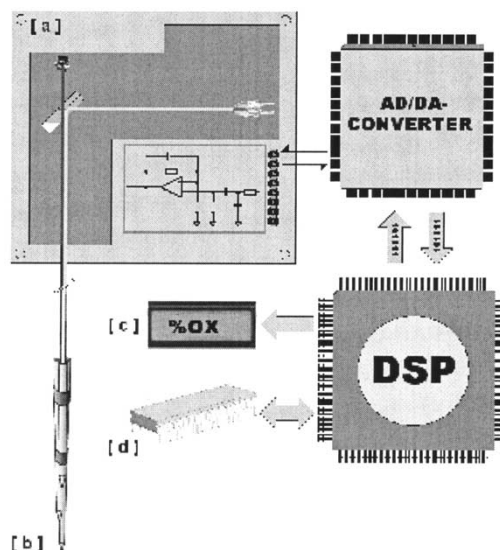 [a]
AD/DA-
CONVERTER
[c]
%OX
DSP
[d]
[b]